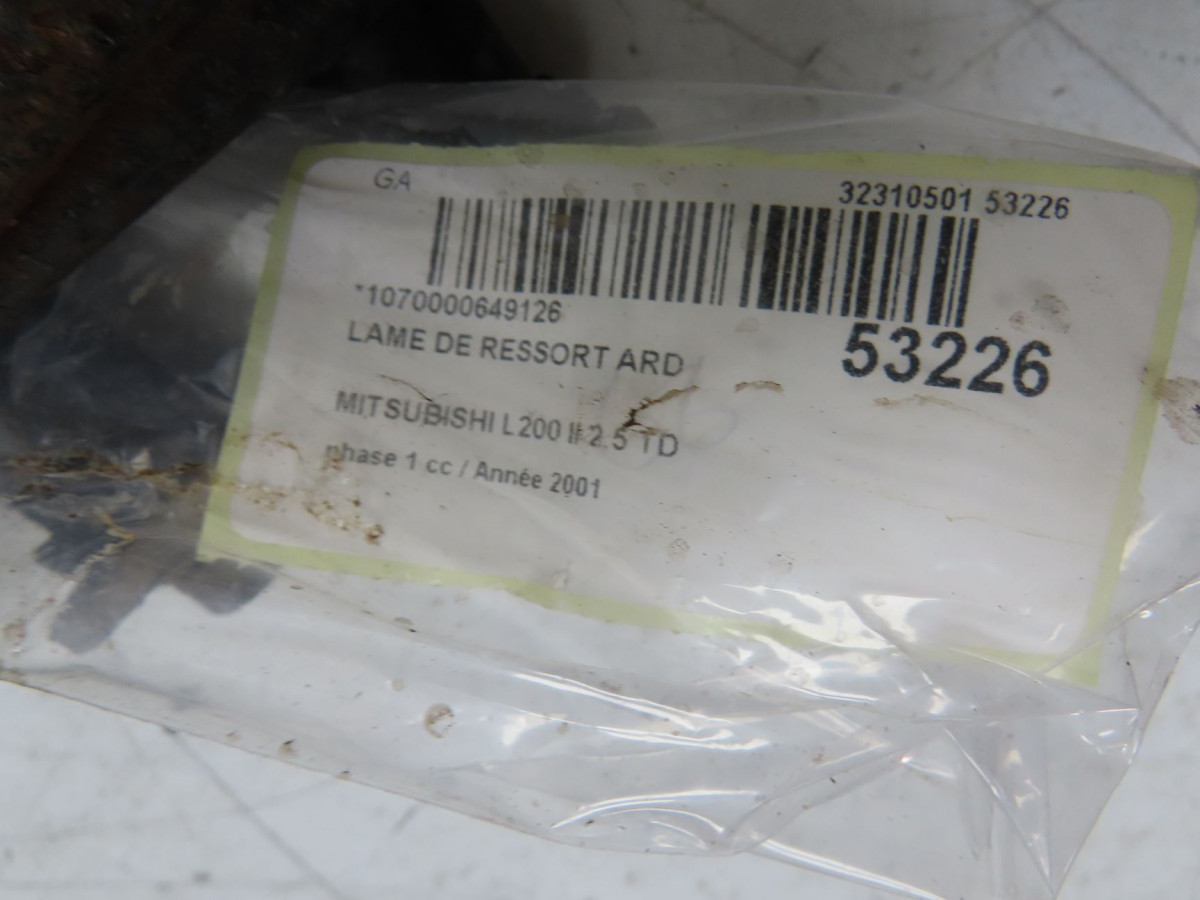 GA
32310501 53226
*1070000649126
53226
LAME DE RESSORT ARD
MITSUBISHI L200 II 2.5 TD
phase 1 cc / Année 2001